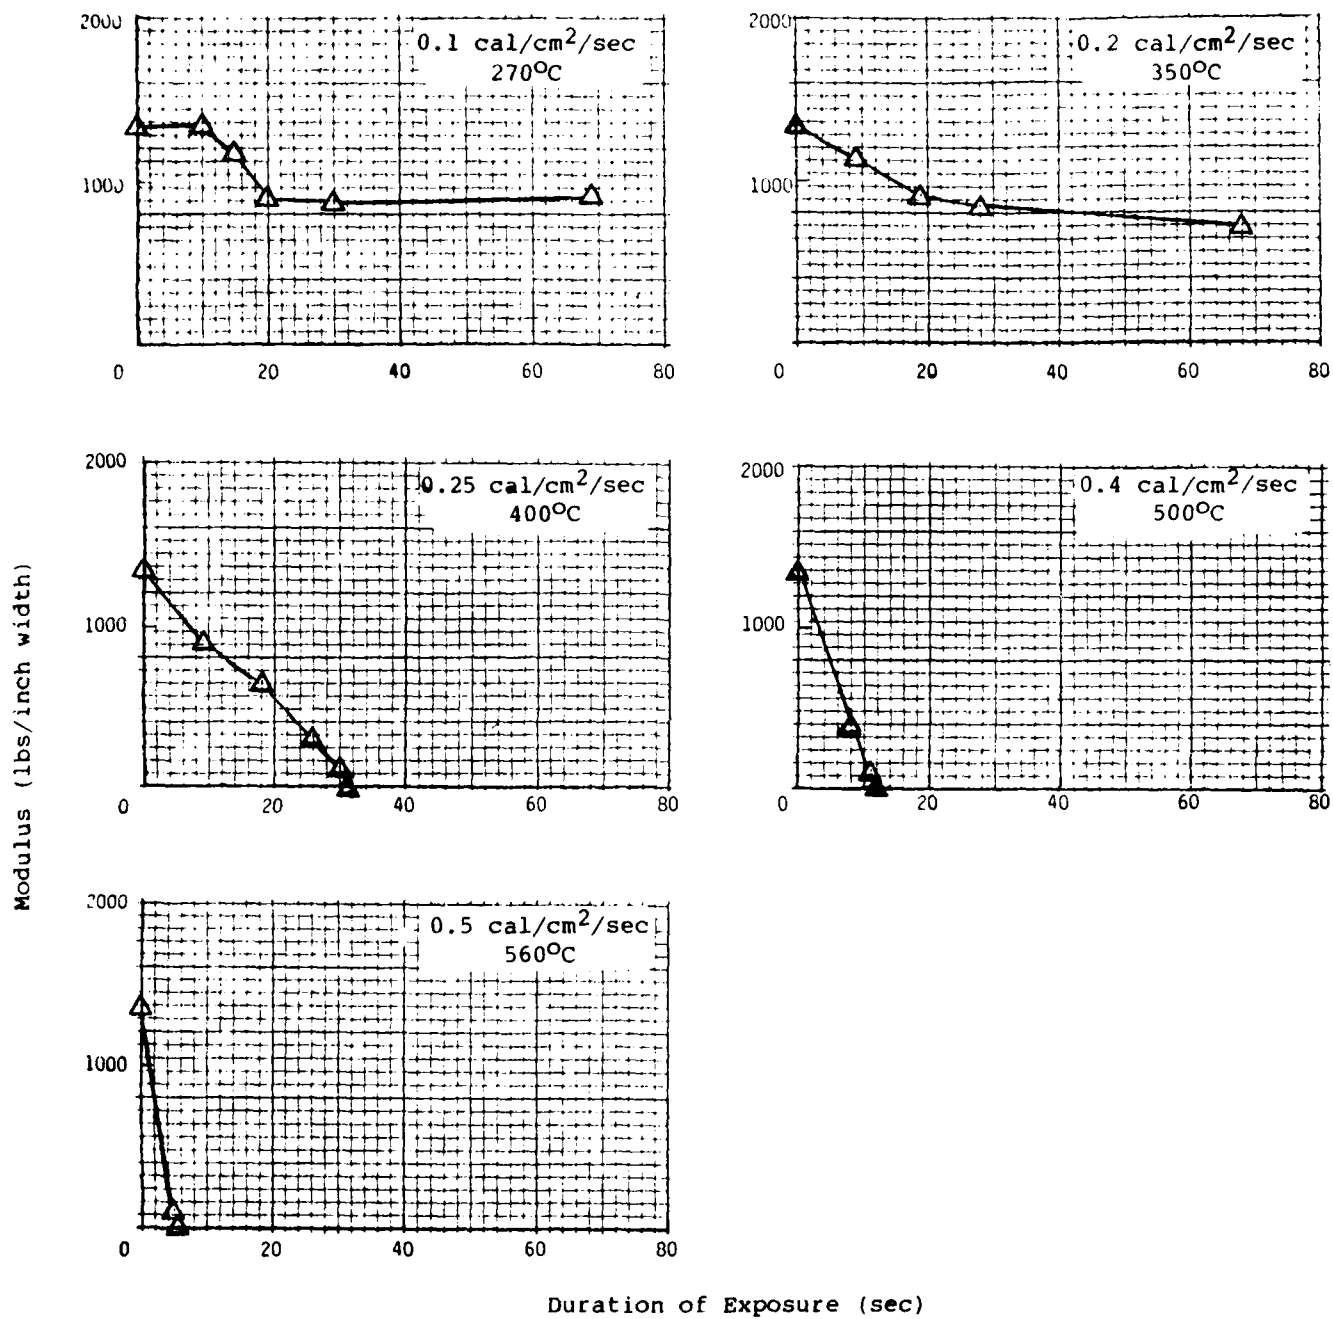 2000
0.1 cal/cm²/sec
270°C
1000
0 20 40 60 80
2000
0.2 cal/cm²/sec
350°C
1000
0 20 40 60 80
2000
0.25 cal/cm²/sec
400°C
1000
0 20 40 60 80
2000
0.4 cal/cm²/sec
500°C
1000
0 20 40 60 80
2000
0.5 cal/cm²/sec
560°C
1000
0 20 40 60 80
Modulus (lbs/inch width)
Duration of Exposure (sec)